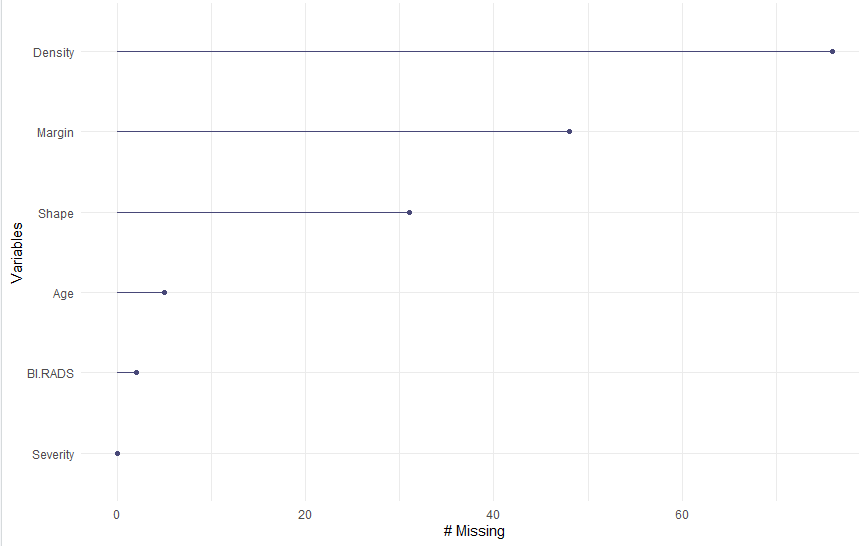 Density
Margin
Shape
Age
BI.RADS
Severity
Variables
0 20 40 60
# Missing